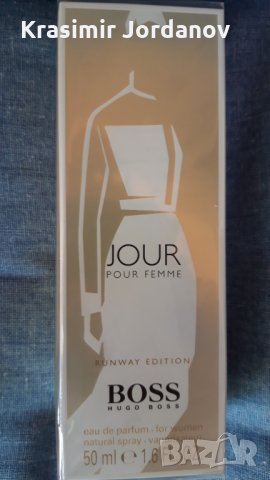 Krasimir Jordanov
JOUR
POUR FEMME
RUNWAY EDITION
BOSS
HUGO BOSS
eau de parfum - for women
natural spray -
50 ml e 1.6
bazar